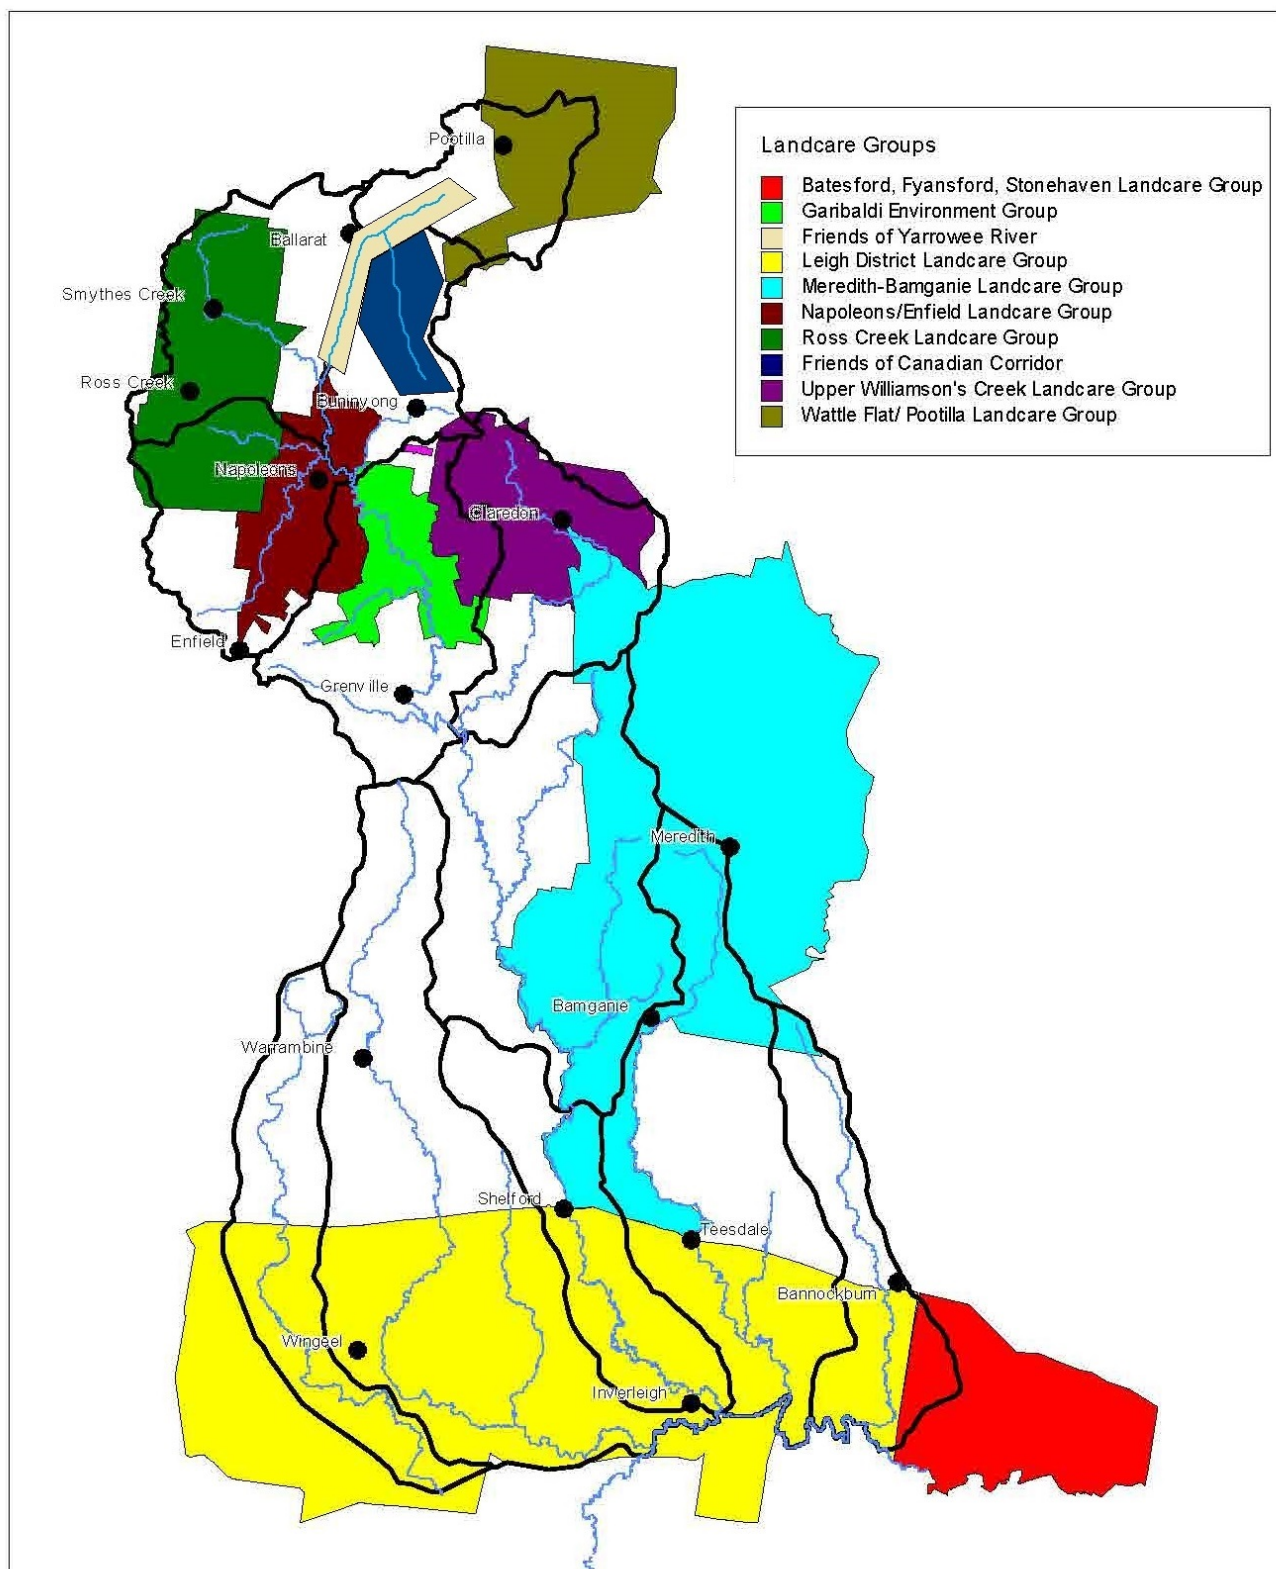 Pootilla
Landcare Groups
Batesford, Fyansford, Stonehaven Landcare Group
Garibaldi Environment Group
Friends of Yarrowee River
Leigh District Landcare Group
Meredith-Bamganie Landcare Group
Napoleons/Enfield Landcare Group
Ross Creek Landcare Group
Friends of Canadian Corridor
Upper Williamson's Creek Landcare Group
Wattle Flat/ Pootilla Landcare Group
Ballarat
Smythes Creek
Ross Creek
Buninyong
Napoleons
Claredon
Enfield
Grenville
Meredith
Bamganie
Warrambine
Shelford
Teesdale
Bannockburn
Wingeel
Inverleigh